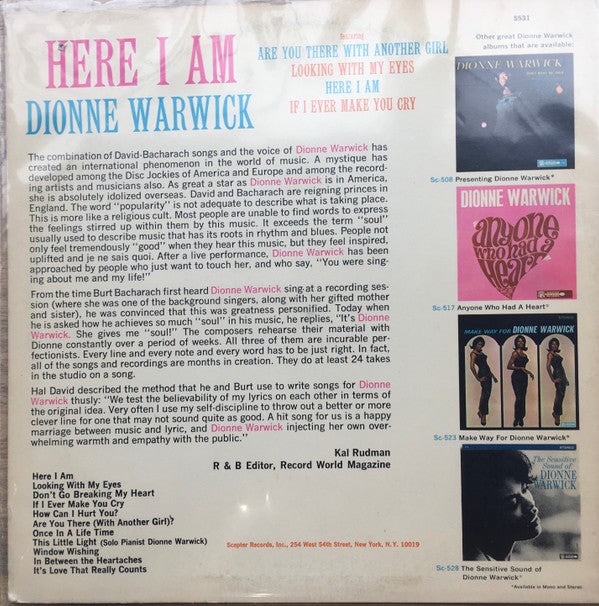 HERE I AM
DIONNE WARWICK
featuring
ARE YOU THERE WITH ANOTHER GIRL
LOOKING WITH MY EYES
HERE I AM
IF I EVER MAKE YOU CRY
The combination of David-Bacharach songs and the voice of Dionne Warwick has
created an international phenomenon in the world of music. A mystique has
developed among the Disc Jockies of America and Europe and among the record-
ing artists and musicians also. As great a star as Dionne Warwick is in America,
she is absolutely idolized overseas. David and Bacharach are reigning princes in
England. The word "popularity" is not adequate to describe what is taking place.
This is more like a religious cult. Most people are unable to find words to express
the feelings stirred up within them by this music. It exceeds the term "soul"
usually used to describe music that has its roots in rhythm and blues. People not
only feel tremendously "good" when they hear this music, but they feel inspired,
uplifted and je ne sais quoi. After a live performance, Dionne Warwick has been
approached by people who just want to touch her, and who say, "You were sing-
ing about me and my life!"
From the time Burt Bacharach first heard Dionne Warwick sing at a recording ses-
sion (where she was one of the background singers, along with her gifted mother
and sister), he was convinced that this was greatness personified. Today when
he is asked how he achieves so much "soul" in his music, he replies, "It's Dionne
Warwick. She gives me "soul!" The composers rehearse their material with
Dionne constantly over a period of weeks. All three of them are incurable per-
fectionists. Every line and every note and every word has to be just right. In fact,
all of the songs and recordings are months in creation. They do at least 24 takes
in the studio on a song.
Hal David described the method that he and Burt use to write songs for Dionne
Warwick thusly: "We test the believability of my lyrics on each other in terms of
the original idea. Very often I use my self-discipline to throw out a better or more
clever line for one that may not sound quite as good. A hit song for us is a happy
marriage between music and lyric, and Dionne Warwick injecting her own over-
whelming warmth and empathy with the public."
Kal Rudman
R & B Editor, Record World Magazine
Here I Am
Looking With My Eyes
Don't Go Breaking My Heart
If I Ever Make You Cry
How Can I Hurt You?
Are You There (With Another Girl)?
Once In A Life Time
This Little Light (Solo Pianist Dionne Warwick)
Window Wishing
In Between the Heartaches
It's Love That Really Counts
Scepter Records, Inc., 254 West 54th Street, New York, N.Y. 10019
S531
Other great Dionne Warwick
albums that are available:
DIONNE WARWICK
Sc-508 Presenting Dionne Warwick*
DIONNE WARWICK
anyone
who had a
Heart
Sc-517 Anyone Who Had A Heart*
MAKE WAY FOR DIONNE WARWICK
Sc-523 Make Way For Dionne Warwick*
The Sensitive
Sound of
DIONNE
WARWICK
Sc-528 The Sensitive Sound of
Dionne Warwick*
*Available in Mono and Stereo